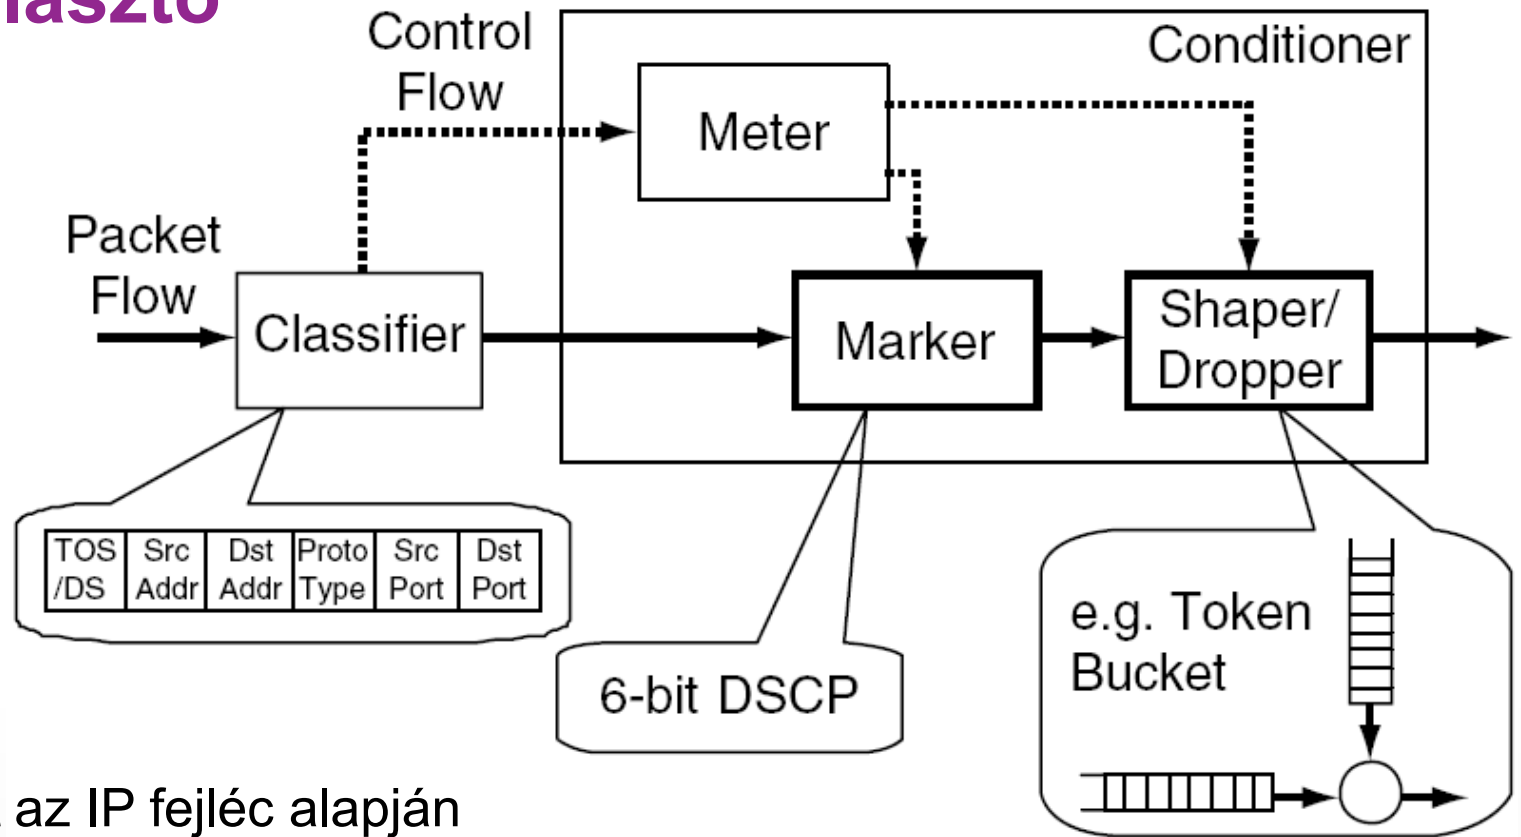 Control
Flow
Conditioner
Meter
Packet
Flow
Classifier
Marker
Shaper/
Dropper
TOS
/DS
Src
Addr
Dst
Addr
Proto
Type
Src
Port
Dst
Port
6-bit DSCP
e.g. Token
Bucket
az IP fejléc alapján